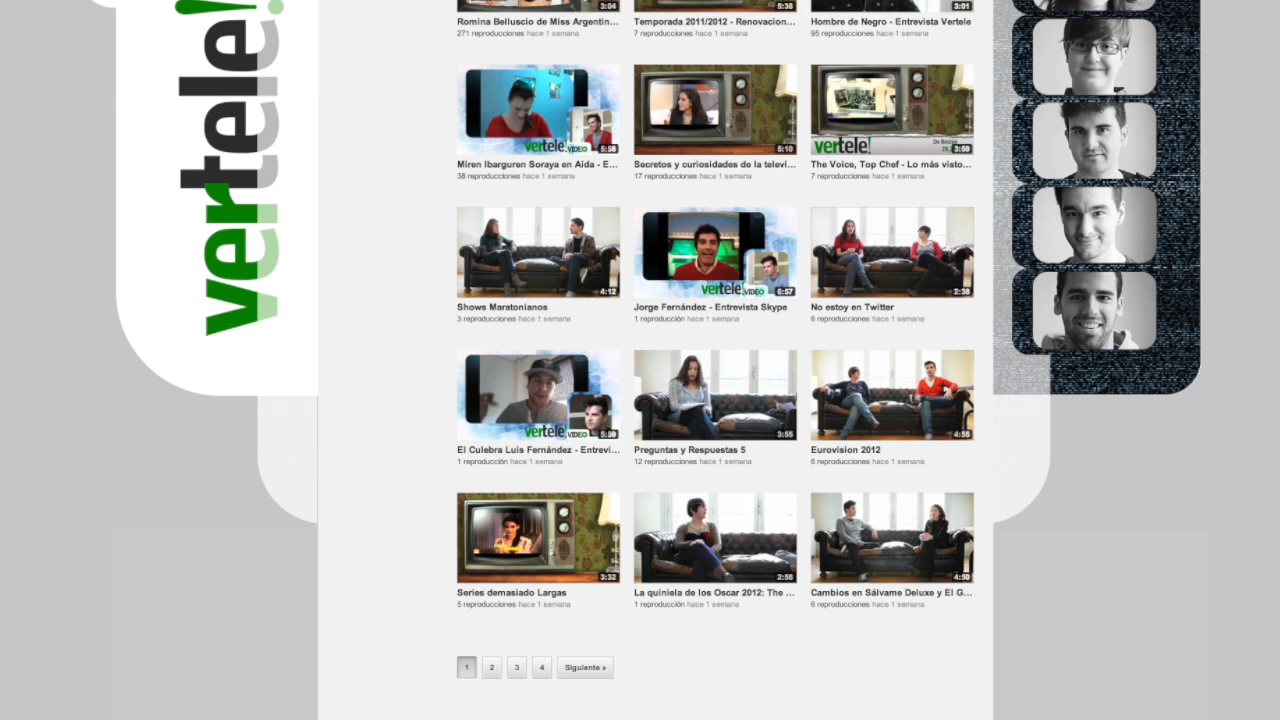 vertele!
3:04
5:38
3:01
Romina Belluscio de Miss Argentin...
Temporada 2011/2012 - Renovacion...
Hombre de Negro - Entrevista Vertele
271 reproducciones hace 1 semana
7 reproducciones hace 1 semana
95 reproducciones hace 1 semana
vertele! VIDEO 5:58
5:10
vertele! 3:59
Miren Ibarguren Soraya en Aida - E...
Secretos y curiosidades de la televi...
The Voice, Top Chef - Lo más visto...
38 reproducciones hace 1 semana
17 reproducciones hace 1 semana
7 reproducciones hace 1 semana
4:12
vertele! VIDEO 6:57
2:38
Shows Maratonianos
Jorge Fernández - Entrevista Skype
No estoy en Twitter
3 reproducciones hace 1 semana
1 reproducción hace 1 semana
6 reproducciones hace 1 semana
vertele! VIDEO 5:59
3:55
4:55
El Culebra Luis Fernández - Entrevi...
Preguntas y Respuestas 5
Eurovision 2012
1 reproducción hace 1 semana
12 reproducciones hace 1 semana
6 reproducciones hace 1 semana
3:32
2:56
4:50
Series demasiado Largas
La quiniela de los Oscar 2012: The ...
Cambios en Sálvame Deluxe y El G...
5 reproducciones hace 1 semana
1 reproducción hace 1 semana
6 reproducciones hace 1 semana
1 2 3 4 Siguiente »